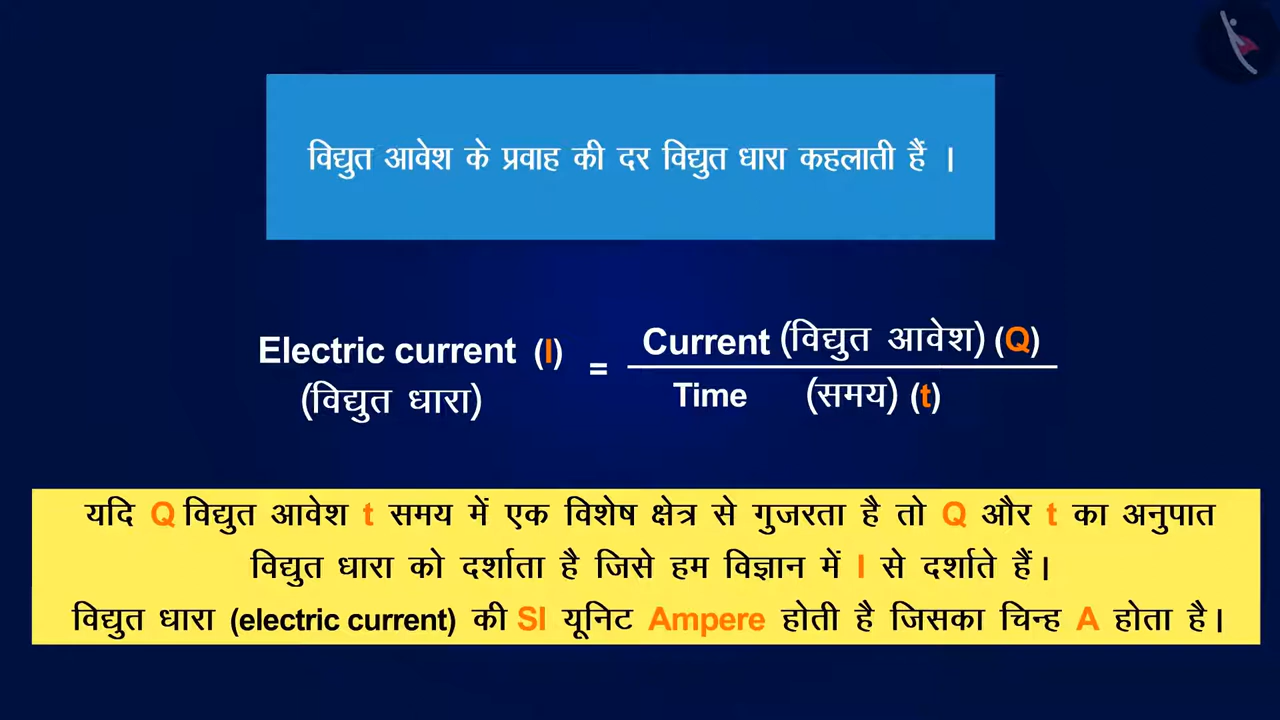 विद्युत आवेश के प्रवाह की दर विद्युत धारा कहलाती हैं ।
Electric current (I) = Current (विद्युत आवेश) (Q)
(विद्युत धारा) Time (समय) (t)
यदि Q विद्युत आवेश t समय में एक विशेष क्षेत्र से गुजरता है तो Q और t का अनुपात
विद्युत धारा को दर्शाता है जिसे हम विज्ञान में I से दर्शाते हैं।
विद्युत धारा (electric current) की SI यूनिट Ampere होती है जिसका चिन्ह A होता है।